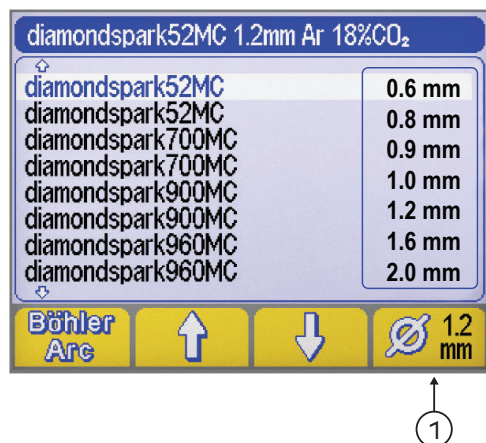 diamondspark52MC 1.2mm Ar 18%CO₂
diamondspark52MC
diamondspark52MC
diamondspark700MC
diamondspark700MC
diamondspark900MC
diamondspark900MC
diamondspark960MC
diamondspark960MC
0.6 mm
0.8 mm
0.9 mm
1.0 mm
1.2 mm
1.6 mm
2.0 mm
Böhler
Arc
Ø 1.2
mm
1